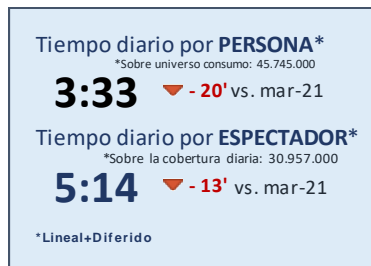 Tiempo diario por PERSONA*
*Sobre universo consumo: 45.745.000
3:33 - 20' vs. mar-21
Tiempo diario por ESPECTADOR*
*Sobre la cobertura diaria: 30.957.000
5:14 - 13' vs. mar-21
*Lineal+Diferido